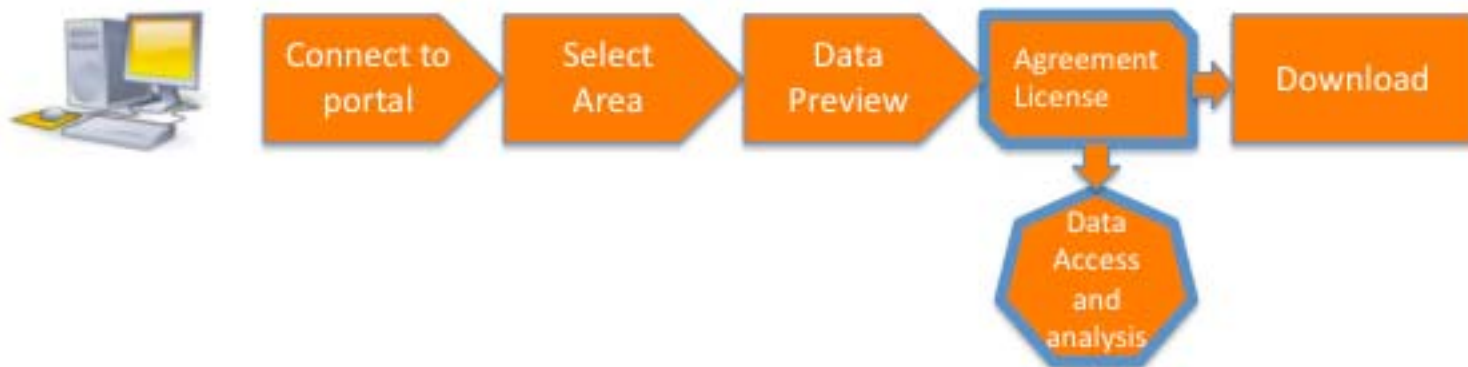 Connect to
portal
Select
Area
Data
Preview
Agreement
License
Download
Data
Access
and
analysis